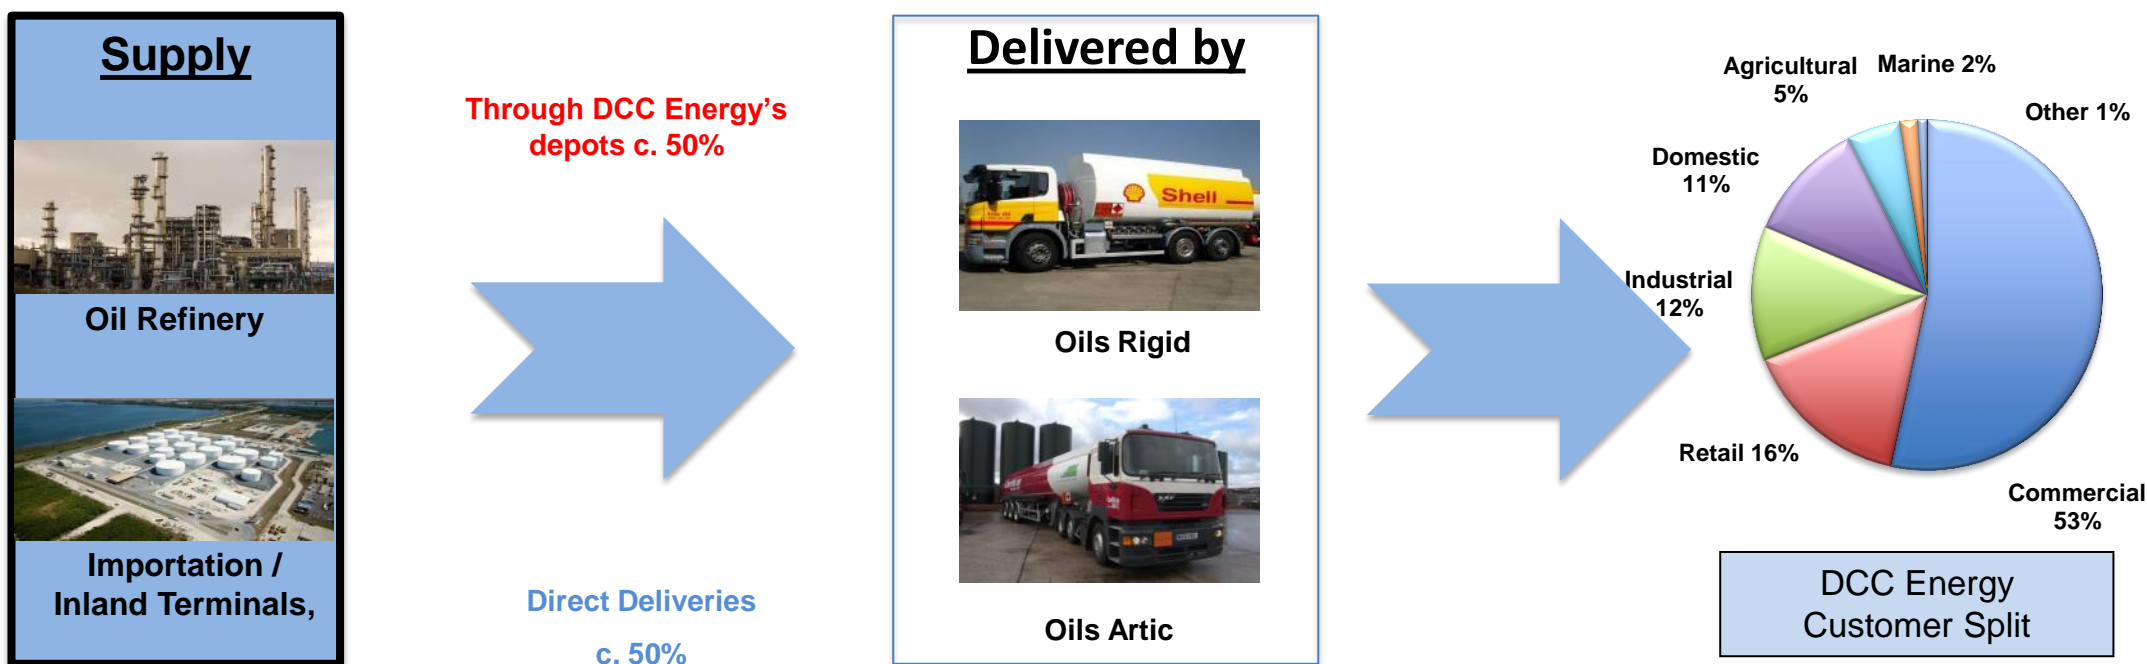 Supply
Oil Refinery
Importation /
Inland Terminals,
Through DCC Energy’s
depots c. 50%
Direct Deliveries
c. 50%
Delivered by
Shell
Oils Rigid
Oils Artic
Agricultural
5%
Marine 2%
Other 1%
Domestic
11%
Industrial
12%
Retail 16%
Commercial
53%
DCC Energy
Customer Split